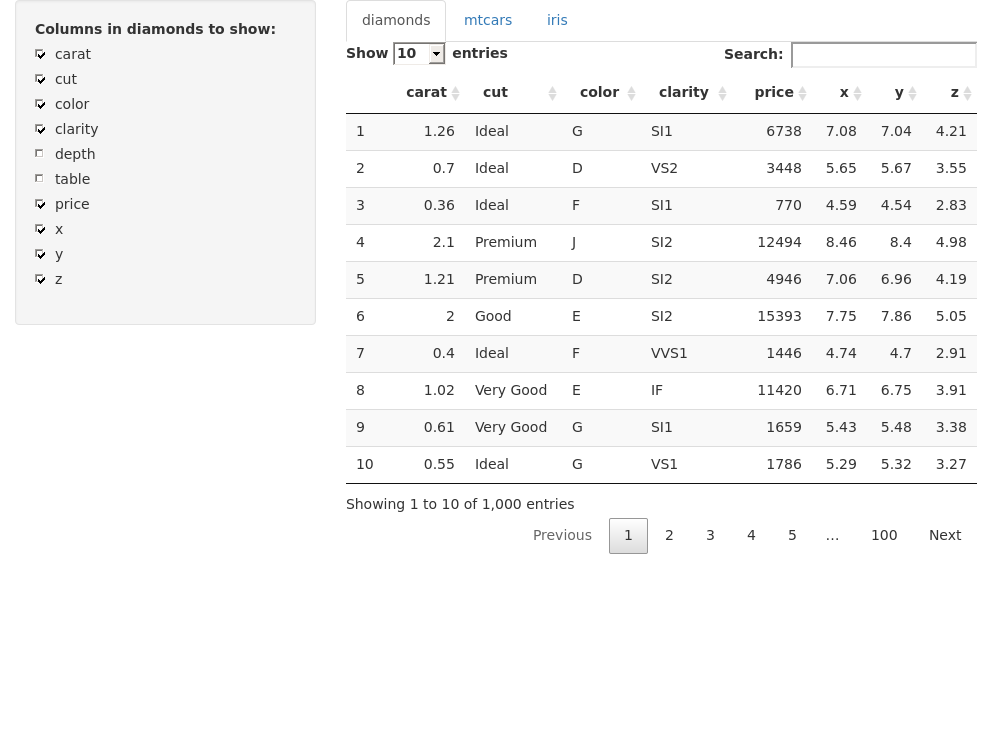 Columns in diamonds to show:
carat
cut
color
clarity
depth
table
price
x
y
z
diamonds mtcars iris
Show 10 entries Search:
carat cut color clarity price x y z
1 1.26 Ideal G SI1 6738 7.08 7.04 4.21
2 0.7 Ideal D VS2 3448 5.65 5.67 3.55
3 0.36 Ideal F SI1 770 4.59 4.54 2.83
4 2.1 Premium J SI2 12494 8.46 8.4 4.98
5 1.21 Premium D SI2 4946 7.06 6.96 4.19
6 2 Good E SI2 15393 7.75 7.86 5.05
7 0.4 Ideal F VVS1 1446 4.74 4.7 2.91
8 1.02 Very Good E IF 11420 6.71 6.75 3.91
9 0.61 Very Good G SI1 1659 5.43 5.48 3.38
10 0.55 Ideal G VS1 1786 5.29 5.32 3.27
Showing 1 to 10 of 1,000 entries
Previous 1 2 3 4 5 … 100 Next